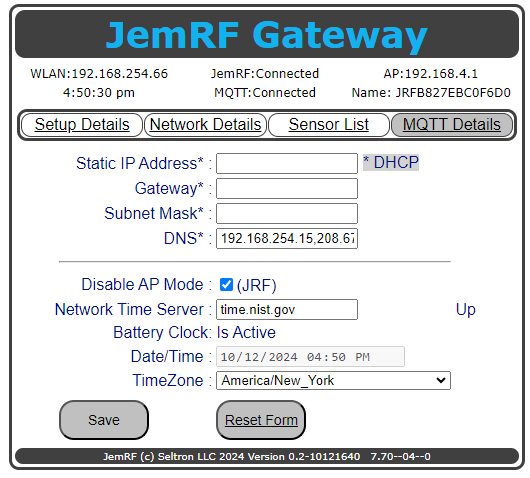 JemRF Gateway
WLAN:192.168.254.66 JemRF:Connected AP:192.168.4.1
4:50:30 pm MQTT:Connected Name: JRFB827EBC0F6D0
Setup Details Network Details Sensor List MQTT Details
Static IP Address* : * DHCP
Gateway* :
Subnet Mask* :
DNS* : 192.168.254.15,208.67
Disable AP Mode : (JRF)
Network Time Server : time.nist.gov Up
Battery Clock: Is Active
Date/Time : 10/12/2024 04:50 PM
TimeZone : America/New_York
Save Reset Form
JemRF (c) Seltron LLC 2024 Version 0.2-10121640 7.70--04--0